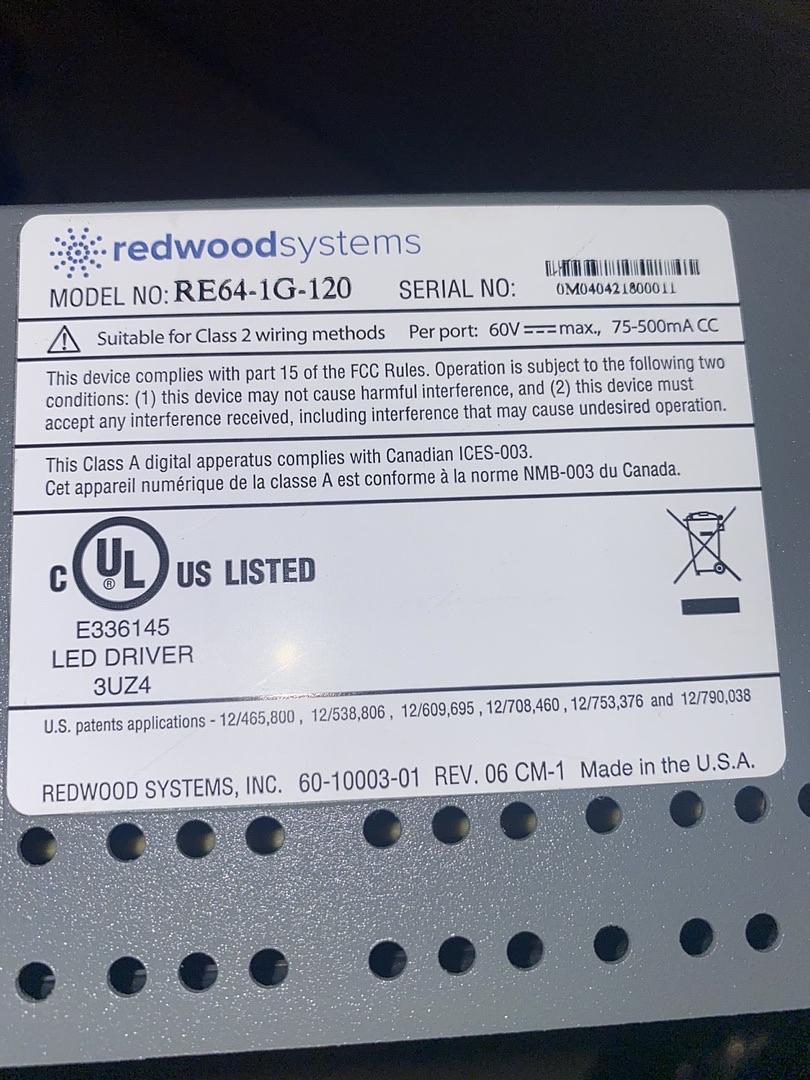 redwoodsystems
MODEL NO: RE64-1G-120 SERIAL NO: 0M040421800011
Suitable for Class 2 wiring methods Per port: 60V⎓max., 75-500mA CC
This device complies with part 15 of the FCC Rules. Operation is subject to the following two
conditions: (1) this device may not cause harmful interference, and (2) this device must
accept any interference received, including interference that may cause undesired operation.
This Class A digital apparatus complies with Canadian ICES-003.
Cet appareil numérique de la classe A est conforme à la norme NMB-003 du Canada.
C UL ® US LISTED
E336145
LED DRIVER
3UZ4
U.S. patents applications - 12/465,800 , 12/538,806 , 12/609,695 , 12/708,460 , 12/753,376 and 12/790,038
REDWOOD SYSTEMS, INC. 60-10003-01 REV. 06 CM-1 Made in the U.S.A.